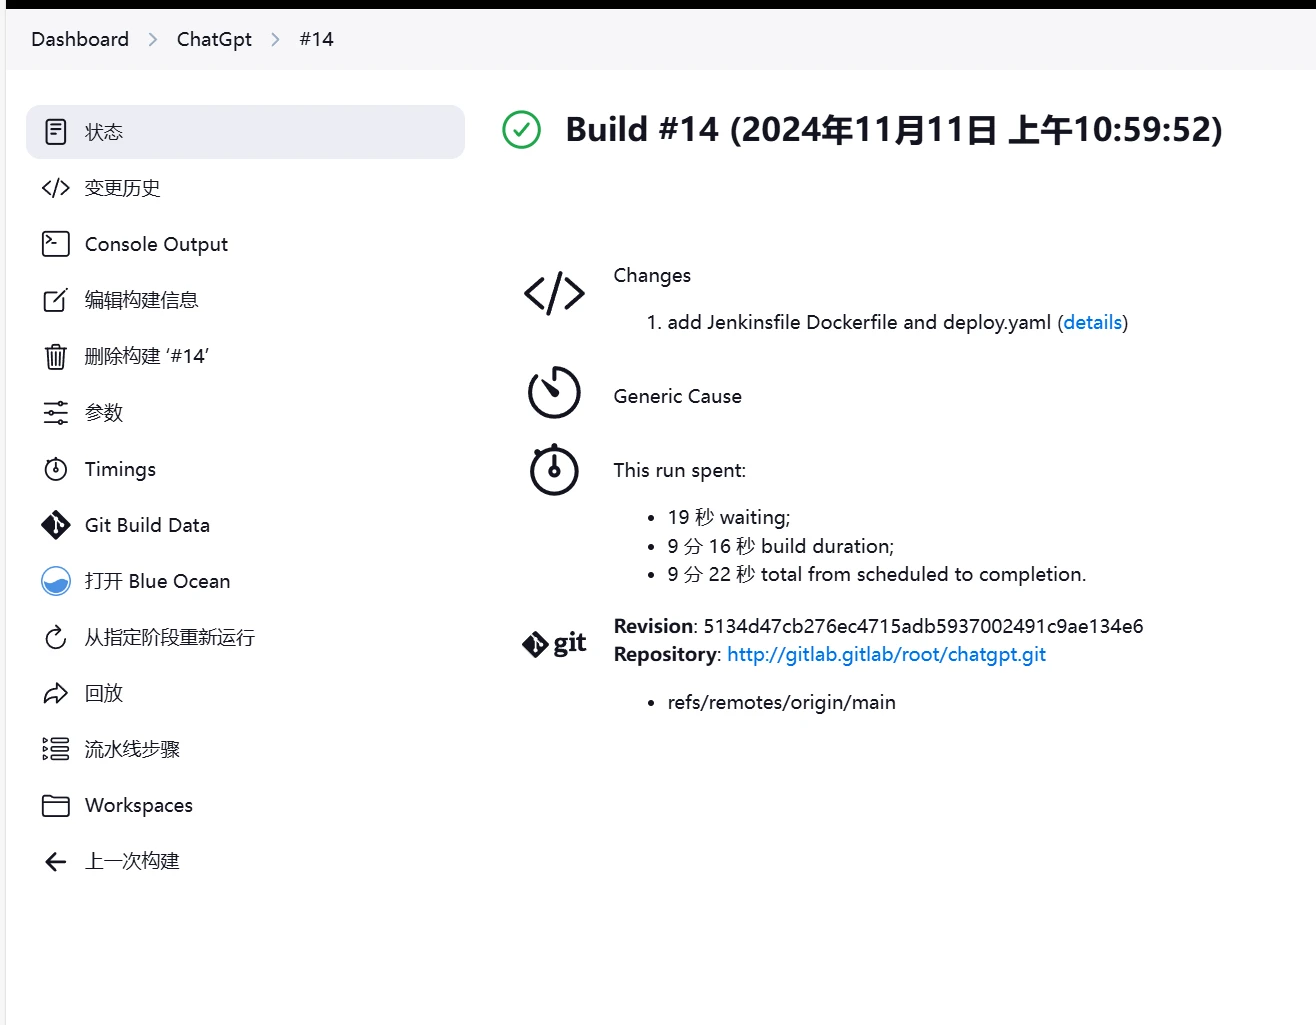 Dashboard > ChatGpt > #14
状态
变更历史
Console Output
编辑构建信息
删除构建 ‘#14’
参数
Timings
Git Build Data
打开 Blue Ocean
从指定阶段重新运行
回放
流水线步骤
Workspaces
上一次构建
Build #14 (2024年11月11日 上午10:59:52)
Changes
1. add Jenkinsfile Dockerfile and deploy.yaml (details)
Generic Cause
This run spent:
• 19 秒 waiting;
• 9 分 16 秒 build duration;
• 9 分 22 秒 total from scheduled to completion.
git
Revision: 5134d47cb276ec4715adb5937002491c9ae134e6
Repository: http://gitlab.gitlab/root/chatgpt.git
• refs/remotes/origin/main